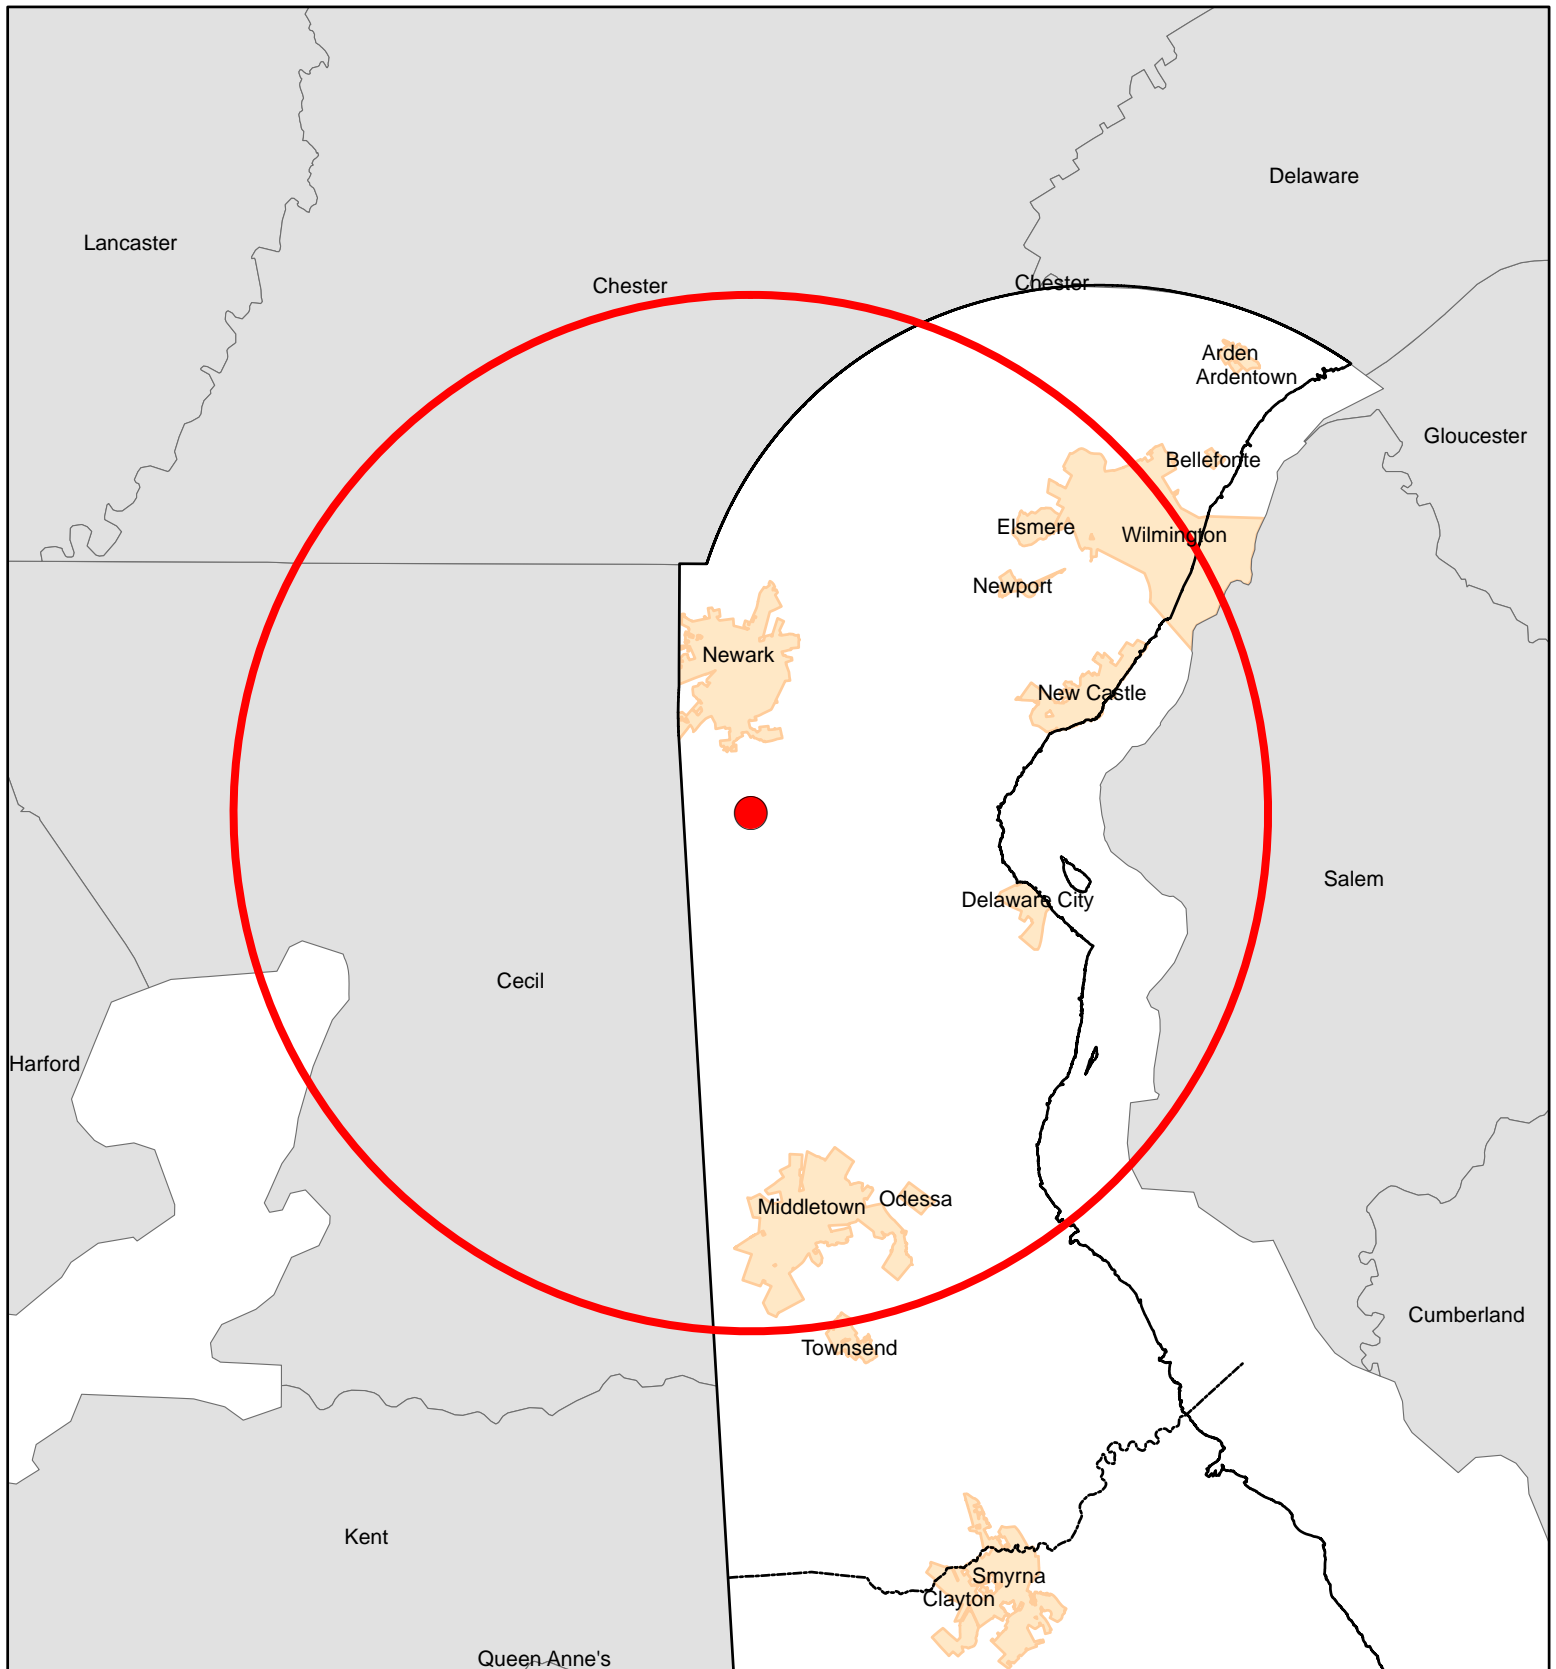 Delaware
Lancaster
Chester
Chester
Arden
Ardentown
Gloucester
Bellefonte
Elsmere
Wilmington
Newport
Newark
New Castle
Salem
Delaware City
Cecil
Harford
Middletown
Odessa
Cumberland
Townsend
Kent
Smyrna
Clayton
Queen Anne's